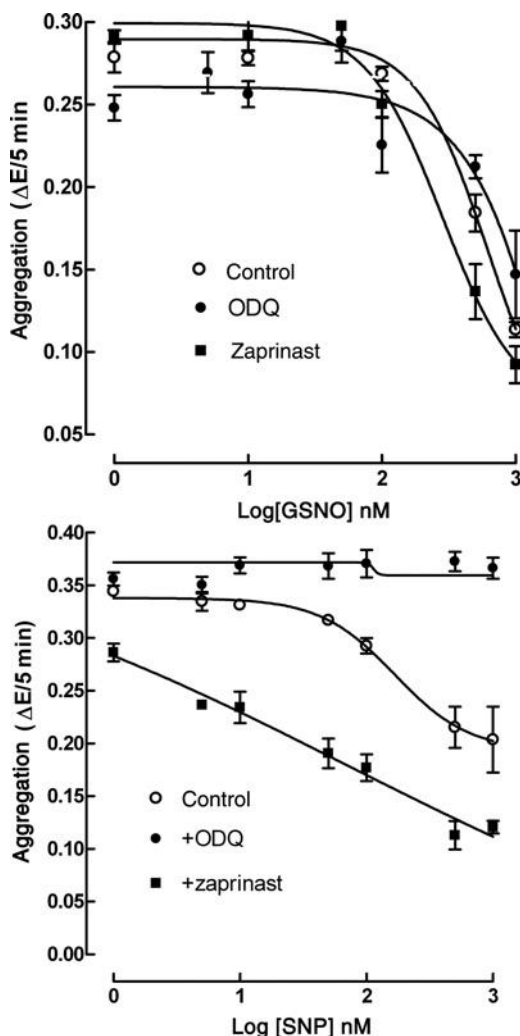 0.30
0.25
0.20
0.15
0.10
0.05
Aggregation (ΔE/5 min)
Control
ODQ
Zaprinast
0 1 2 3
Log[GSNO] nM
0.40
0.35
0.30
0.25
0.20
0.15
0.10
0.00
Aggregation (ΔE/5 min)
Control
+ODQ
+zaprinast
0 1 2 3
Log [SNP] nM